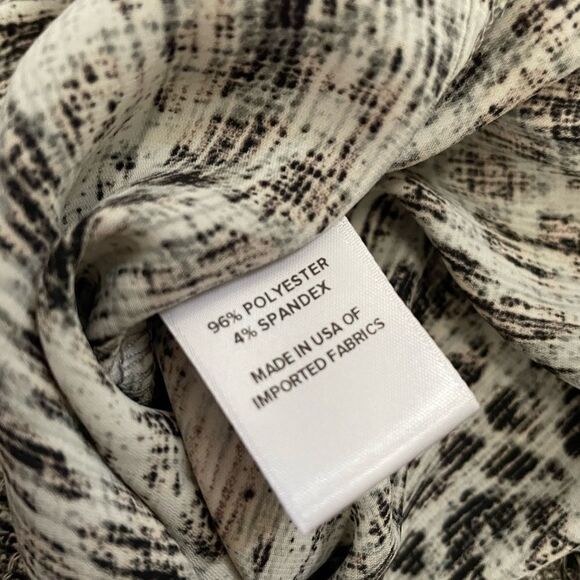 96% POLYESTER
4% SPANDEX
MADE IN USA OF
IMPORTED FABRICS